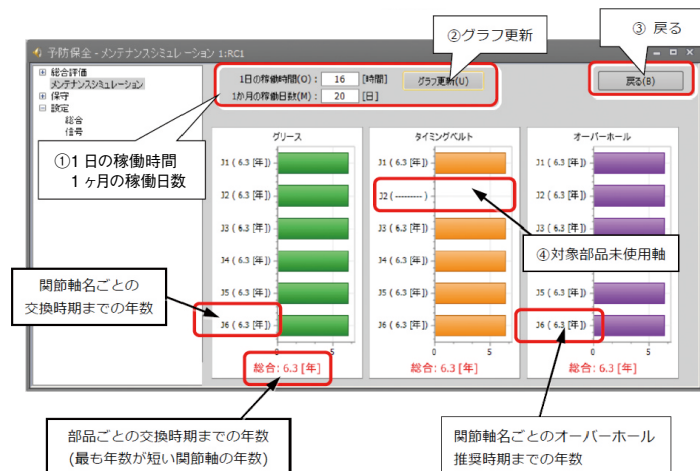 ②グラフ更新
③ 戻る
予防保全 - メンテナンスシミュレーション 1:RC1
総合評価
メンテナンスシミュレーション
保守
設定
総合
信号
1日の稼働時間(O) : 16 [時間]
グラフ更新(U)
戻る(B)
1か月の稼働日数(M) : 20 [日]
①1 日の稼働時間
1 ヶ月の稼働日数
グリース
タイミングベルト
オーバーホール
J1 ( 6.3 [年])
J2 ( 6.3 [年])
J3 ( 6.3 [年])
J4 ( 6.3 [年])
J5 ( 6.3 [年])
J6 ( 6.3 [年])
0 5
総合: 6.3 [年]
J1 ( 6.3 [年])
J2 ( --------- )
J3 ( 6.3 [年])
J4 ( 6.3 [年])
J5 ( 6.3 [年])
J6 ( 6.3 [年])
0 5
総合: 6.3 [年]
J1 ( 6.3 [年])
J2 ( 6.3 [年])
J3 ( 6.3 [年])
J5 ( 6.3 [年])
J6 ( 6.3 [年])
0 5
総合: 6.3 [年]
④対象部品未使用軸
関節軸名ごとの
交換時期までの年数
部品ごとの交換時期までの年数
(最も年数が短い関節軸の年数)
関節軸名ごとのオーバーホール
推奨時期までの年数